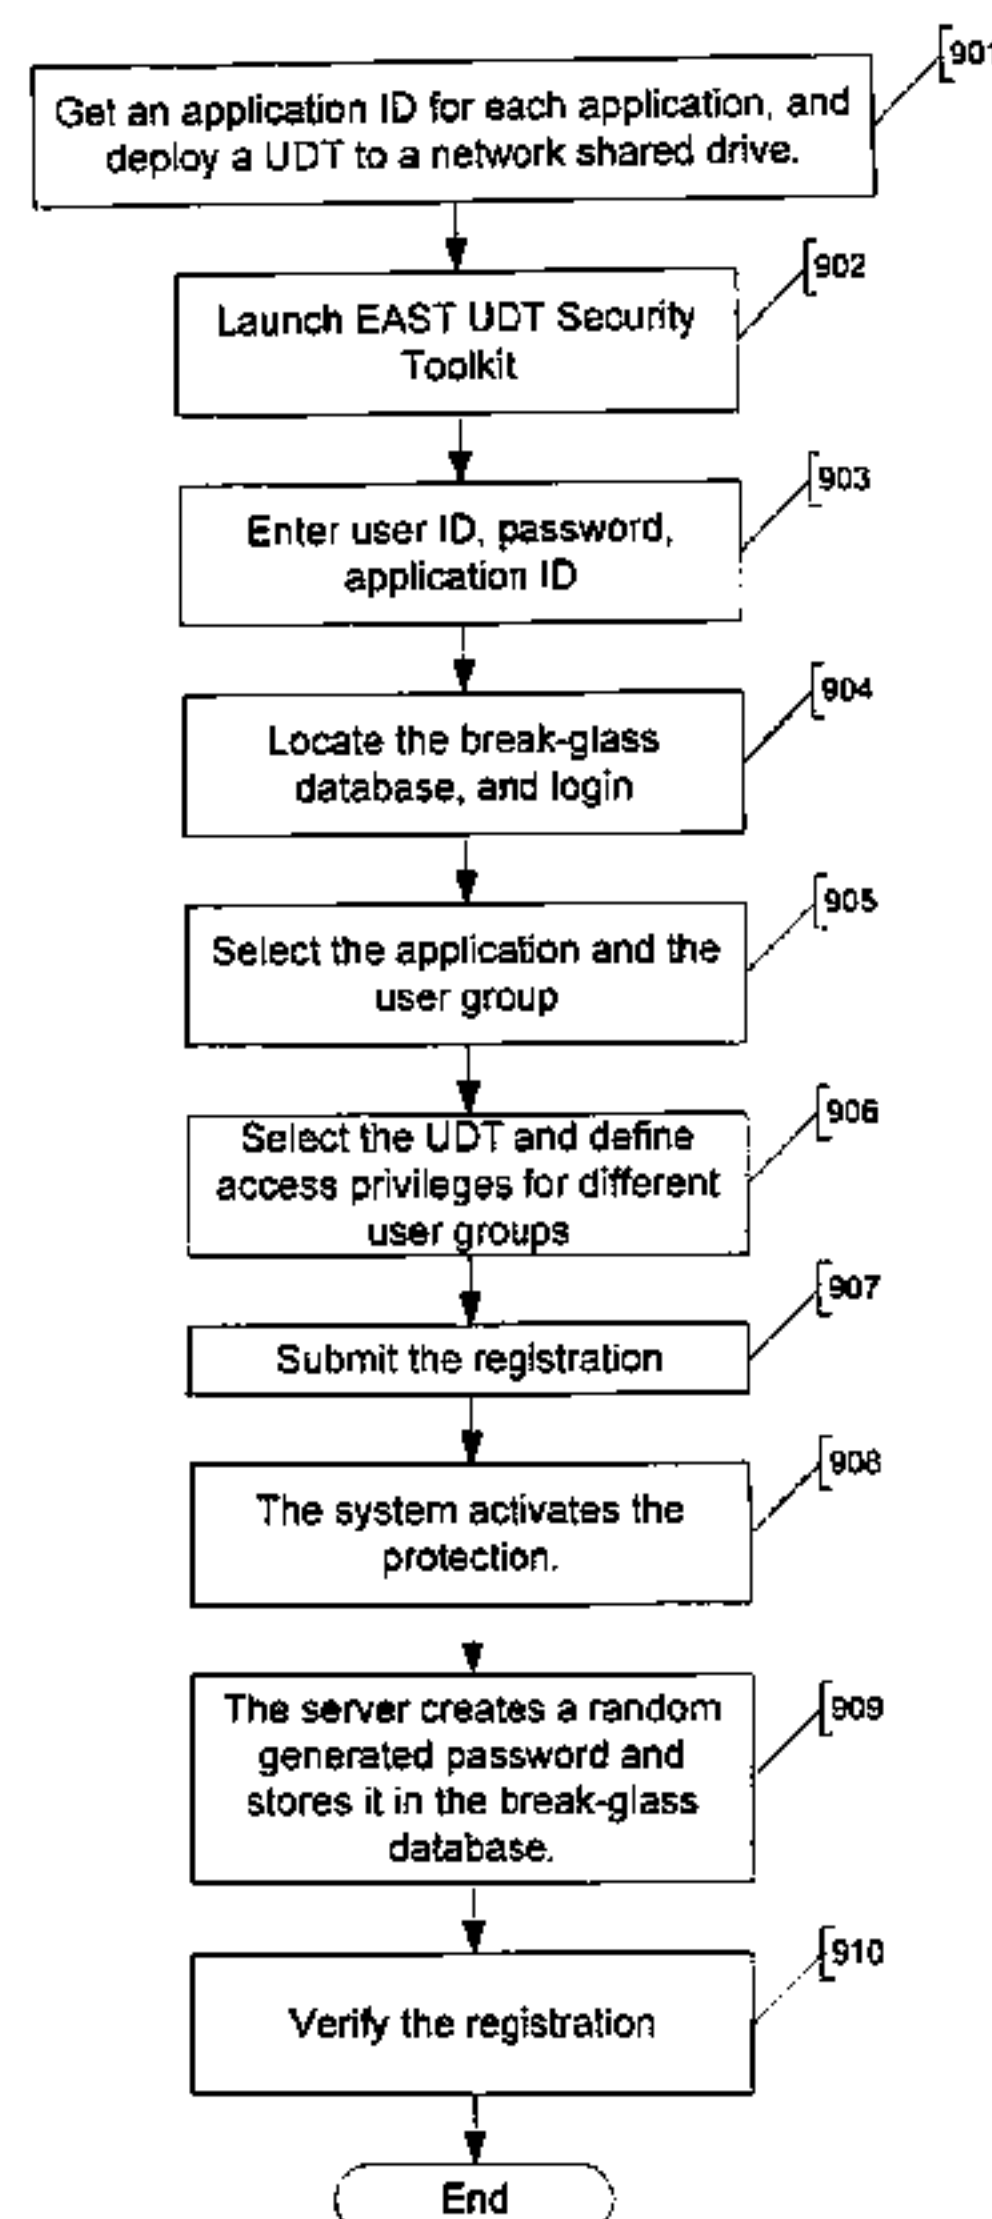 901
Get an application ID for each application, and
deploy a UDT to a network shared drive.
902
Launch EAST UDT Security
Toolkit
903
Enter user ID, password,
application ID
904
Locate the break-glass
database, and login
905
Select the application and the
user group
906
Select the UDT and define
access privileges for different
user groups
907
Submit the registration
908
The system activates the
protection.
909
The server creates a random
generated password and
stores it in the break-glass
database.
910
Verify the registration
End